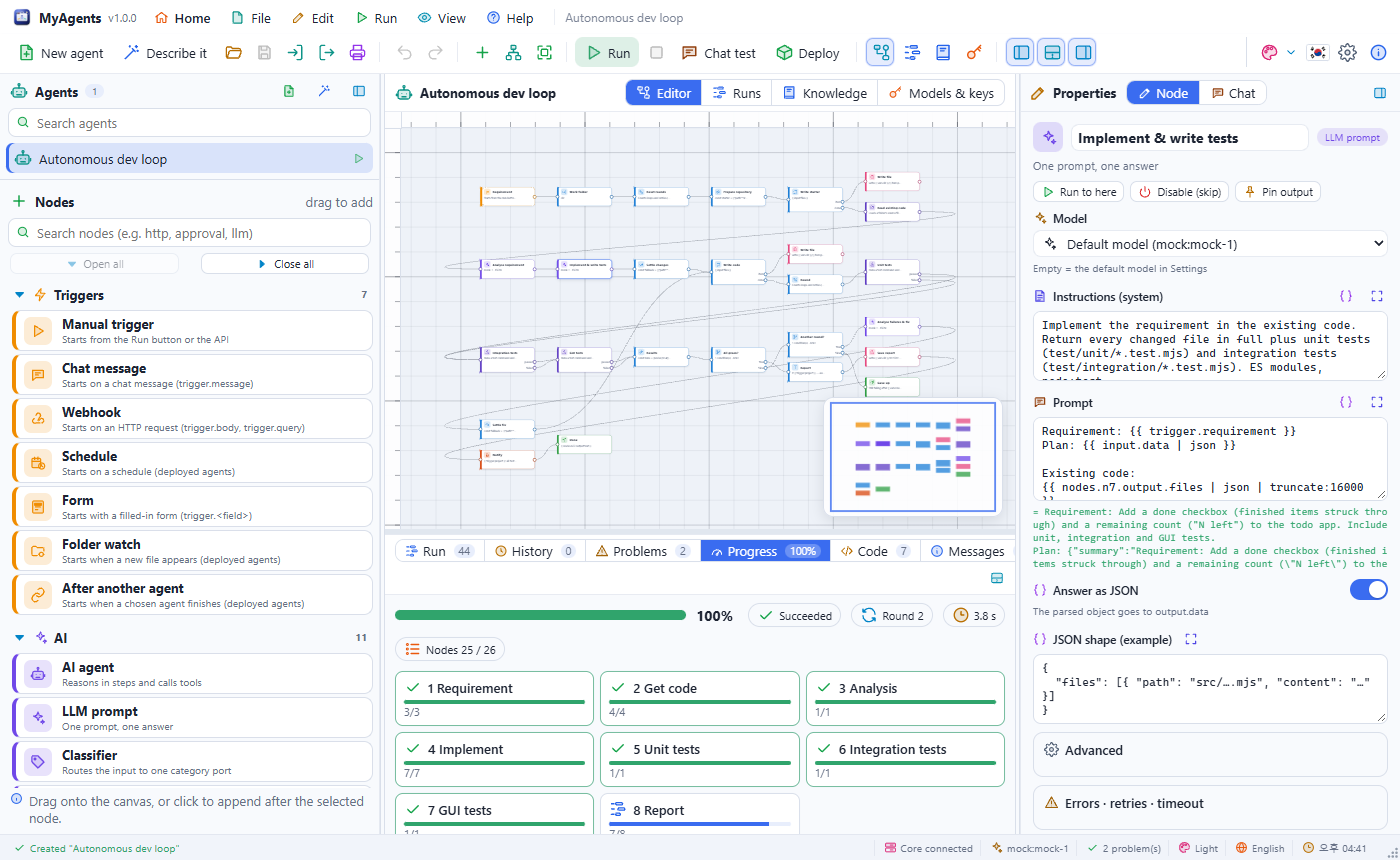 MyAgents v1.0.0 Home File Edit Run View Help Autonomous dev loop
New agent Describe it Run Chat test Deploy
Agents 1
Search agents
Autonomous dev loop
Nodes drag to add
Search nodes (e.g. http, approval, llm)
Open all Close all
Triggers 7
Manual trigger
Starts from the Run button or the API
Chat message
Starts on a chat message (trigger.message)
Webhook
Starts on an HTTP request (trigger.body, trigger.query)
Schedule
Starts on a schedule (deployed agents)
Form
Starts with a filled-in form (trigger.<field>)
Folder watch
Starts when a new file appears (deployed agents)
After another agent
Starts when a chosen agent finishes (deployed agents)
AI 11
AI agent
Reasons in steps and calls tools
LLM prompt
One prompt, one answer
Classifier
Routes the input to one category port
Drag onto the canvas, or click to append after the selected
node.
Autonomous dev loop Editor Runs Knowledge Models & keys
Run 44 History 0 Problems 2 Progress 100% Code 7 Messages
100% Succeeded Round 2 3.8 s
Nodes 25 / 26
1 Requirement 2 Get code 3 Analysis
3/3 4/4 1/1
4 Implement 5 Unit tests 6 Integration tests
7/7 1/1 1/1
7 GUI tests 8 Report
1/1 7/8
Properties Node Chat
Implement & write tests LLM prompt
One prompt, one answer
Run to here Disable (skip) Pin output
Model
Default model (mock:mock-1)
Empty = the default model in Settings
Instructions (system)
Implement the requirement in the existing code.
Return every changed file in full plus unit tests
(test/unit/*.test.mjs) and integration tests
(test/integration/*.test.mjs). ES modules,
Prompt
Requirement: {{ trigger.requirement }}
Plan: {{ input.data | json }}
Existing code:
{{ nodes.n7.output.files | json | truncate:16000
}}
= Requirement: Add a done checkbox (finished items struck thro
ugh) and a remaining count ("N left") to the todo app. Include
unit, integration and GUI tests.
Plan: {"summary":"Requirement: Add a done checkbox (finished i
tems struck through) and a remaining count (\"N left\") to the
Answer as JSON
The parsed object goes to output.data
JSON shape (example)
{
"files": [{ "path": "src/….mjs", "content": "…"
}]
}
Advanced
Errors · retries · timeout
Created "Autonomous dev loop" Core connected mock:mock-1 2 problem(s) Light English 오후 04:41